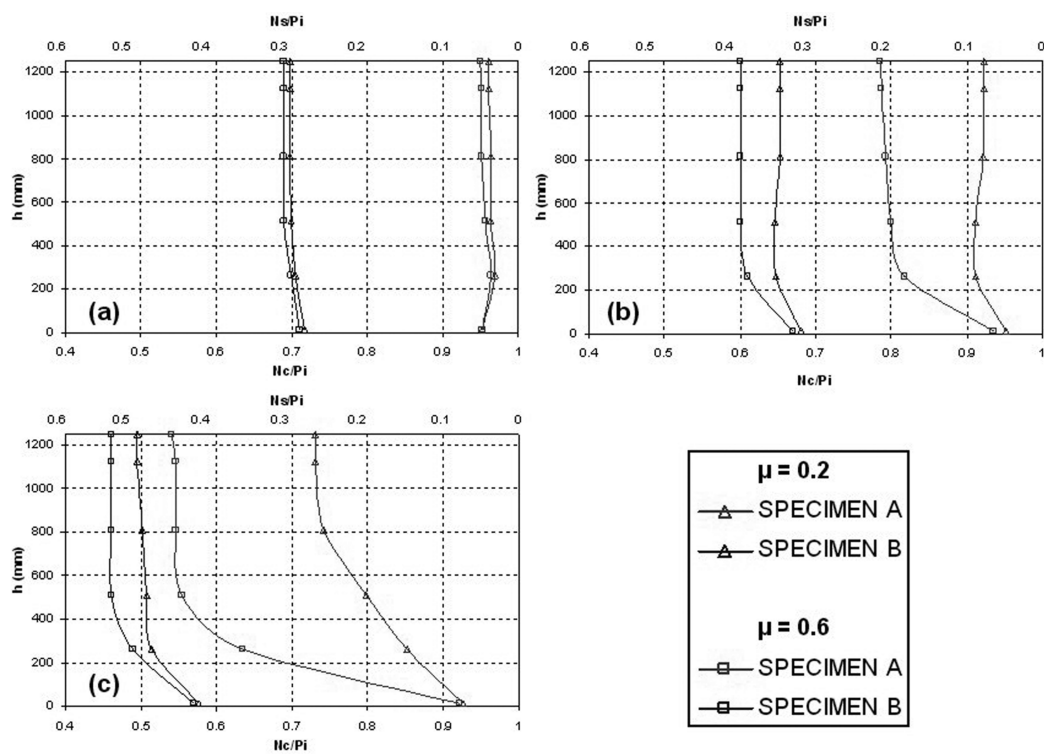 Ns/Pi
0.6 0.5 0.4 0.3 0.2 0.1 0
1200
1000
800
600
400
200
0
h (mm)
(a)
0.4 0.5 0.6 0.7 0.8 0.9 1
Nc/Pi
Ns/Pi
0.6 0.5 0.4 0.3 0.2 0.1 0
1200
1000
800
600
400
200
0
h (mm)
(b)
0.4 0.5 0.6 0.7 0.8 0.9 1
Nc/Pi
Ns/Pi
0.6 0.5 0.4 0.3 0.2 0.1 0
1200
1000
800
600
400
200
0
h (mm)
(c)
0.4 0.5 0.6 0.7 0.8 0.9 1
Nc/Pi
μ = 0.2
SPECIMEN A
SPECIMEN B
μ = 0.6
SPECIMEN A
SPECIMEN B